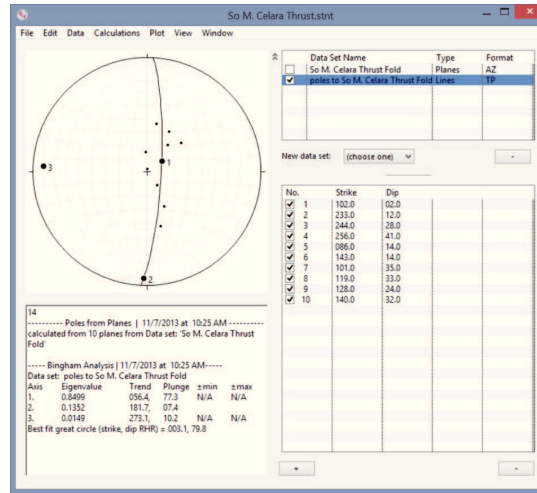 So M. Celara Thrust.stnt
File Edit Data Calculations Plot View Window
1
2
3
14
---------- Poles from Planes | 11/7/2013 at 10:25 AM ----------
calculated from 10 planes from Data set: 'So M. Celara Thrust
Fold'
----- Bingham Analysis | 11/7/2013 at 10:25 AM-----
Data set: poles to So M. Celara Thrust Fold
Axis Eigenvalue Trend Plunge ±min ±max
1. 0.8499 056.4, 77.3 N/A N/A
2. 0.1352 181.7, 07.4
3. 0.0149 273.1, 10.2 N/A N/A
Best fit great circle (strike, dip RHR) = 003.1, 79.8
Data Set Name Type Format
So M. Celara Thrust Fold Planes AZ
poles to So M. Celara Thrust Fold Lines TP
New data set: (choose one) -
No. Strike Dip
1 102.0 02.0
2 233.0 12.0
3 244.0 28.0
4 256.0 41.0
5 086.0 14.0
6 143.0 14.0
7 101.0 35.0
8 119.0 33.0
9 128.0 24.0
10 140.0 32.0
+ -